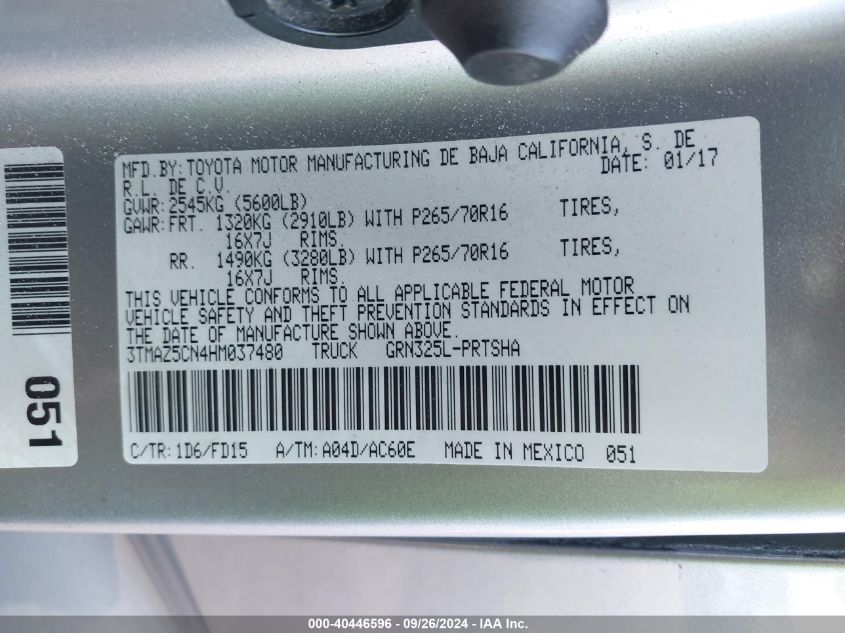 MFD.BY:TOYOTA MOTOR MANUFACTURING DE BAJA CALIFORNIA, S. DE
R.L. DE C.V. DATE: 01/17
GVWR:2545KG (5600LB)
GAWR:FRT. 1320KG (2910LB) WITH P265/70R16 TIRES,
16X7J RIMS.
RR. 1490KG (3280LB) WITH P265/70R16 TIRES,
16X7J RIMS.
THIS VEHICLE CONFORMS TO ALL APPLICABLE FEDERAL MOTOR
VEHICLE SAFETY AND THEFT PREVENTION STANDARDS IN EFFECT ON
THE DATE OF MANUFACTURE SHOWN ABOVE.
3TMAZ5CN4HM037480 TRUCK GRN325L-PRTSHA
C/TR:1D6/FD15 A/TM:A04D/AC60E MADE IN MEXICO 051
051
000-40446596 - 09/26/2024 - IAA Inc.